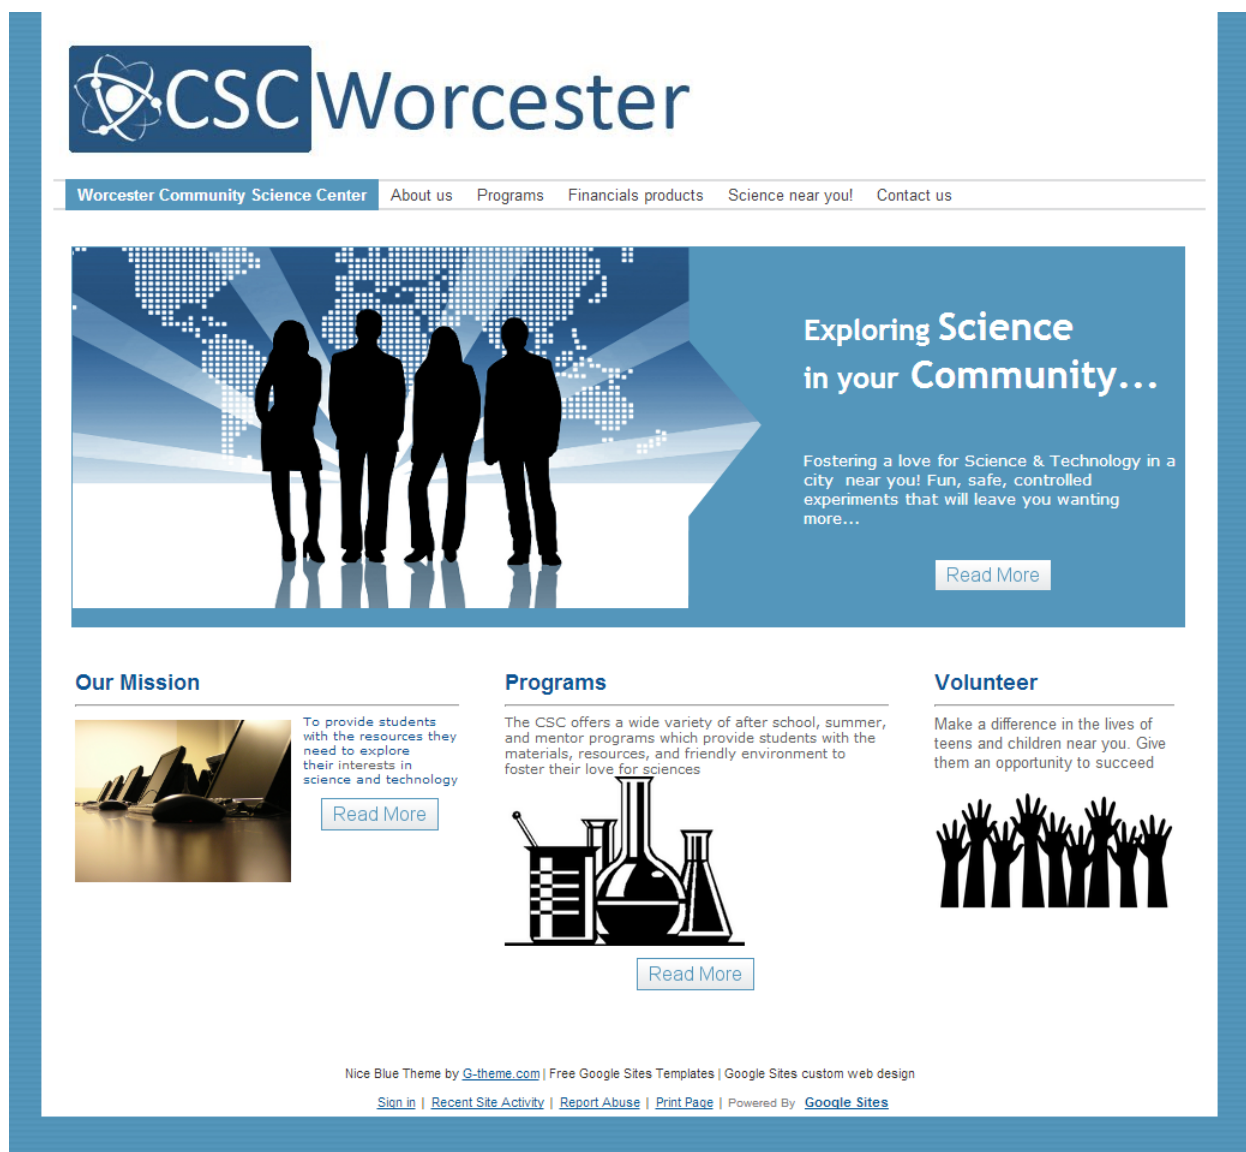 CSC Worcester
Worcester Community Science Center About us Programs Financials products Science near you! Contact us
Exploring Science
in your Community...
Fostering a love for Science & Technology in a
city near you! Fun, safe, controlled
experiments that will leave you wanting
more...
Read More
Our Mission
To provide students
with the resources they
need to explore
their interests in
science and technology
Read More
Programs
The CSC offers a wide variety of after school, summer,
and mentor programs which provide students with the
materials, resources, and friendly environment to
foster their love for sciences
Read More
Volunteer
Make a difference in the lives of
teens and children near you. Give
them an opportunity to succeed
Nice Blue Theme by G-theme.com | Free Google Sites Templates | Google Sites custom web design
Sign in | Recent Site Activity | Report Abuse | Print Page | Powered By Google Sites